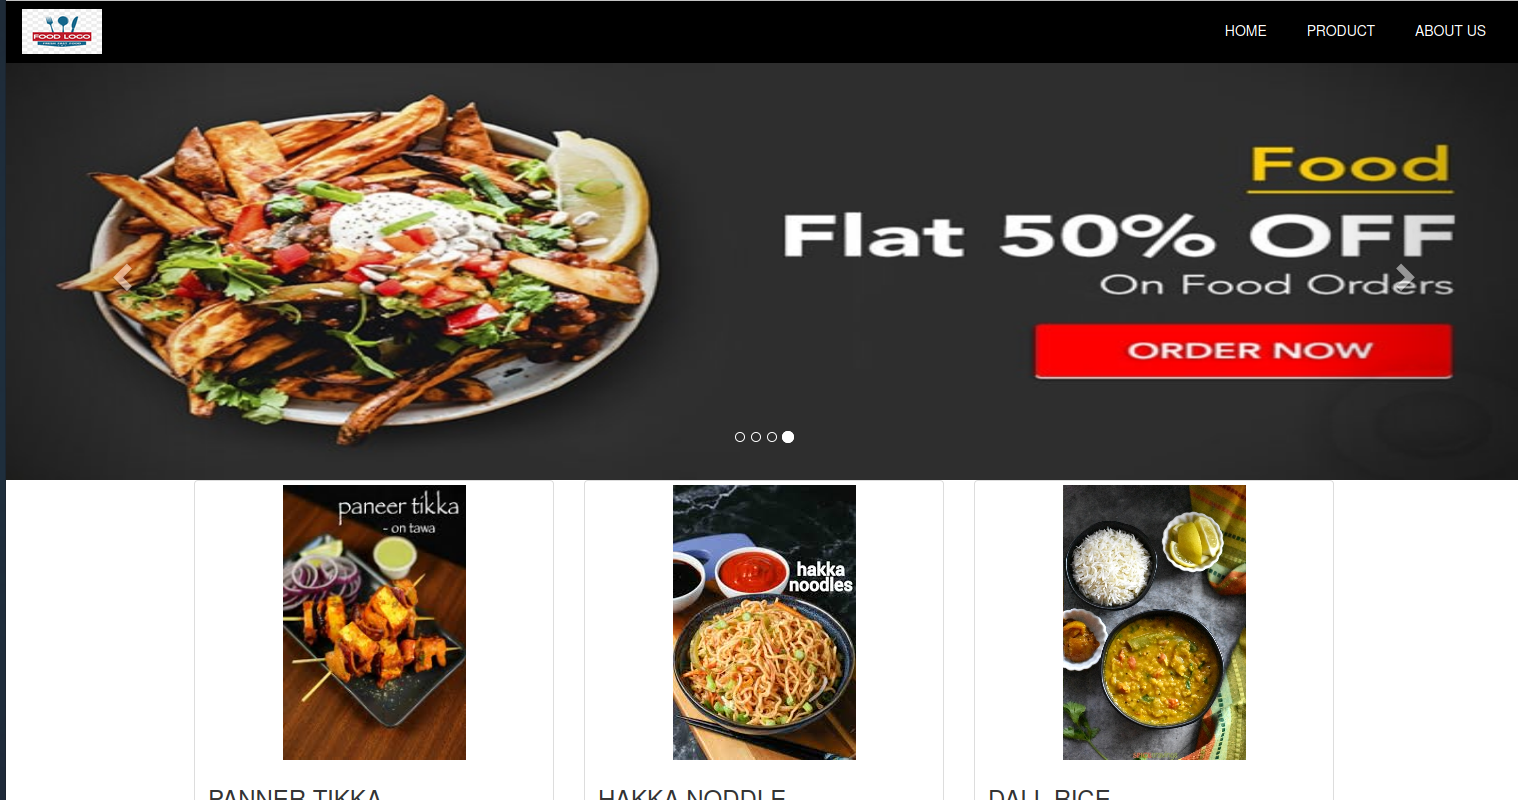 FOOD LOGO
HOME PRODUCT ABOUT US
Food
Flat 50% OFF
On Food Orders
ORDER NOW
paneer tikka
- on tawa
hakka
noodles
PANNER TIKKA
HAKKA NODDLE
DALL RICE